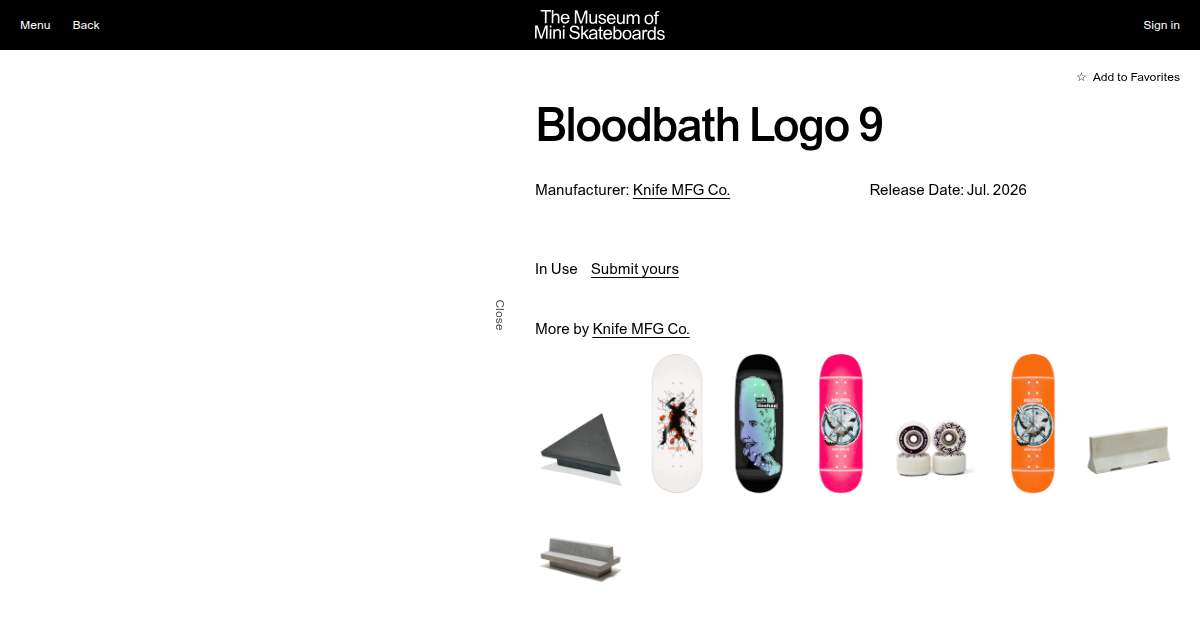 Menu
Back
The Museum of
Mini Skateboards
Sign in
☆ Add to Favorites
Bloodbath Logo 9
Manufacturer: Knife MFG Co.
Release Date: Jul. 2026
In Use
Submit yours
Close
More by Knife MFG Co.